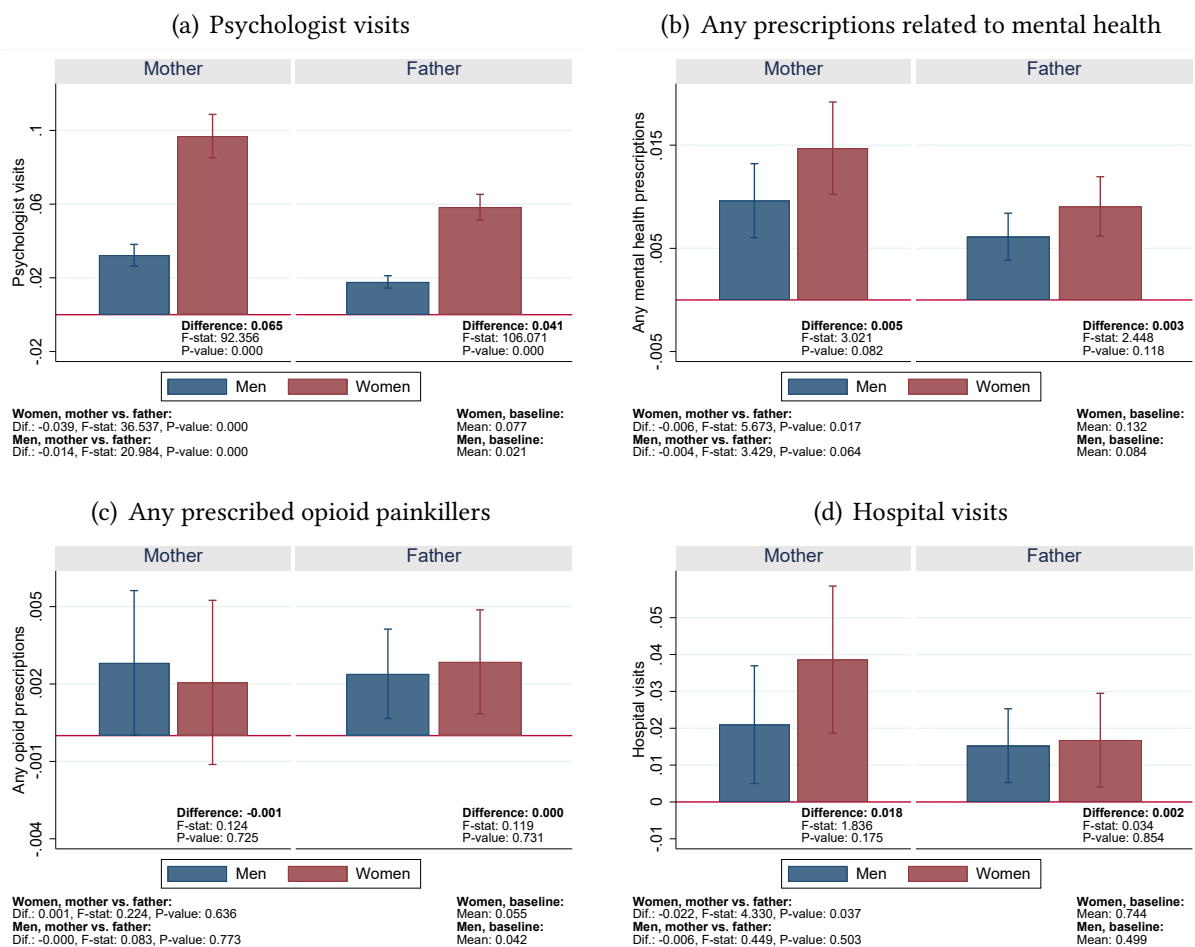 (a) Psychologist visits
Mother
Father
Psychologist visits
.1
.06
.02
-.02
Difference: 0.065
F-stat: 92.356
P-value: 0.000
Difference: 0.041
F-stat: 106.071
P-value: 0.000
Men
Women
Women, mother vs. father:
Dif.: -0.039, F-stat: 36.537, P-value: 0.000
Men, mother vs. father:
Dif.: -0.014, F-stat: 20.984, P-value: 0.000
Women, baseline:
Mean: 0.077
Men, baseline:
Mean: 0.021
(b) Any prescriptions related to mental health
Mother
Father
Any mental health prescriptions
.015
.005
-.005
Difference: 0.005
F-stat: 3.021
P-value: 0.082
Difference: 0.003
F-stat: 2.448
P-value: 0.118
Men
Women
Women, mother vs. father:
Dif.: -0.006, F-stat: 5.673, P-value: 0.017
Men, mother vs. father:
Dif.: -0.004, F-stat: 3.429, P-value: 0.064
Women, baseline:
Mean: 0.132
Men, baseline:
Mean: 0.084
(c) Any prescribed opioid painkillers
Mother
Father
Any opioid prescriptions
.005
.002
-.001
-.004
Difference: -0.001
F-stat: 0.124
P-value: 0.725
Difference: 0.000
F-stat: 0.119
P-value: 0.731
Men
Women
Women, mother vs. father:
Dif.: 0.001, F-stat: 0.224, P-value: 0.636
Men, mother vs. father:
Dif.: -0.000, F-stat: 0.083, P-value: 0.773
Women, baseline:
Mean: 0.055
Men, baseline:
Mean: 0.042
(d) Hospital visits
Mother
Father
Hospital visits
.05
.04
.03
.02
.01
0
-.01
Difference: 0.018
F-stat: 1.836
P-value: 0.175
Difference: 0.002
F-stat: 0.034
P-value: 0.854
Men
Women
Women, mother vs. father:
Dif.: -0.022, F-stat: 4.330, P-value: 0.037
Men, mother vs. father:
Dif.: -0.006, F-stat: 0.449, P-value: 0.503
Women, baseline:
Mean: 0.744
Men, baseline:
Mean: 0.499